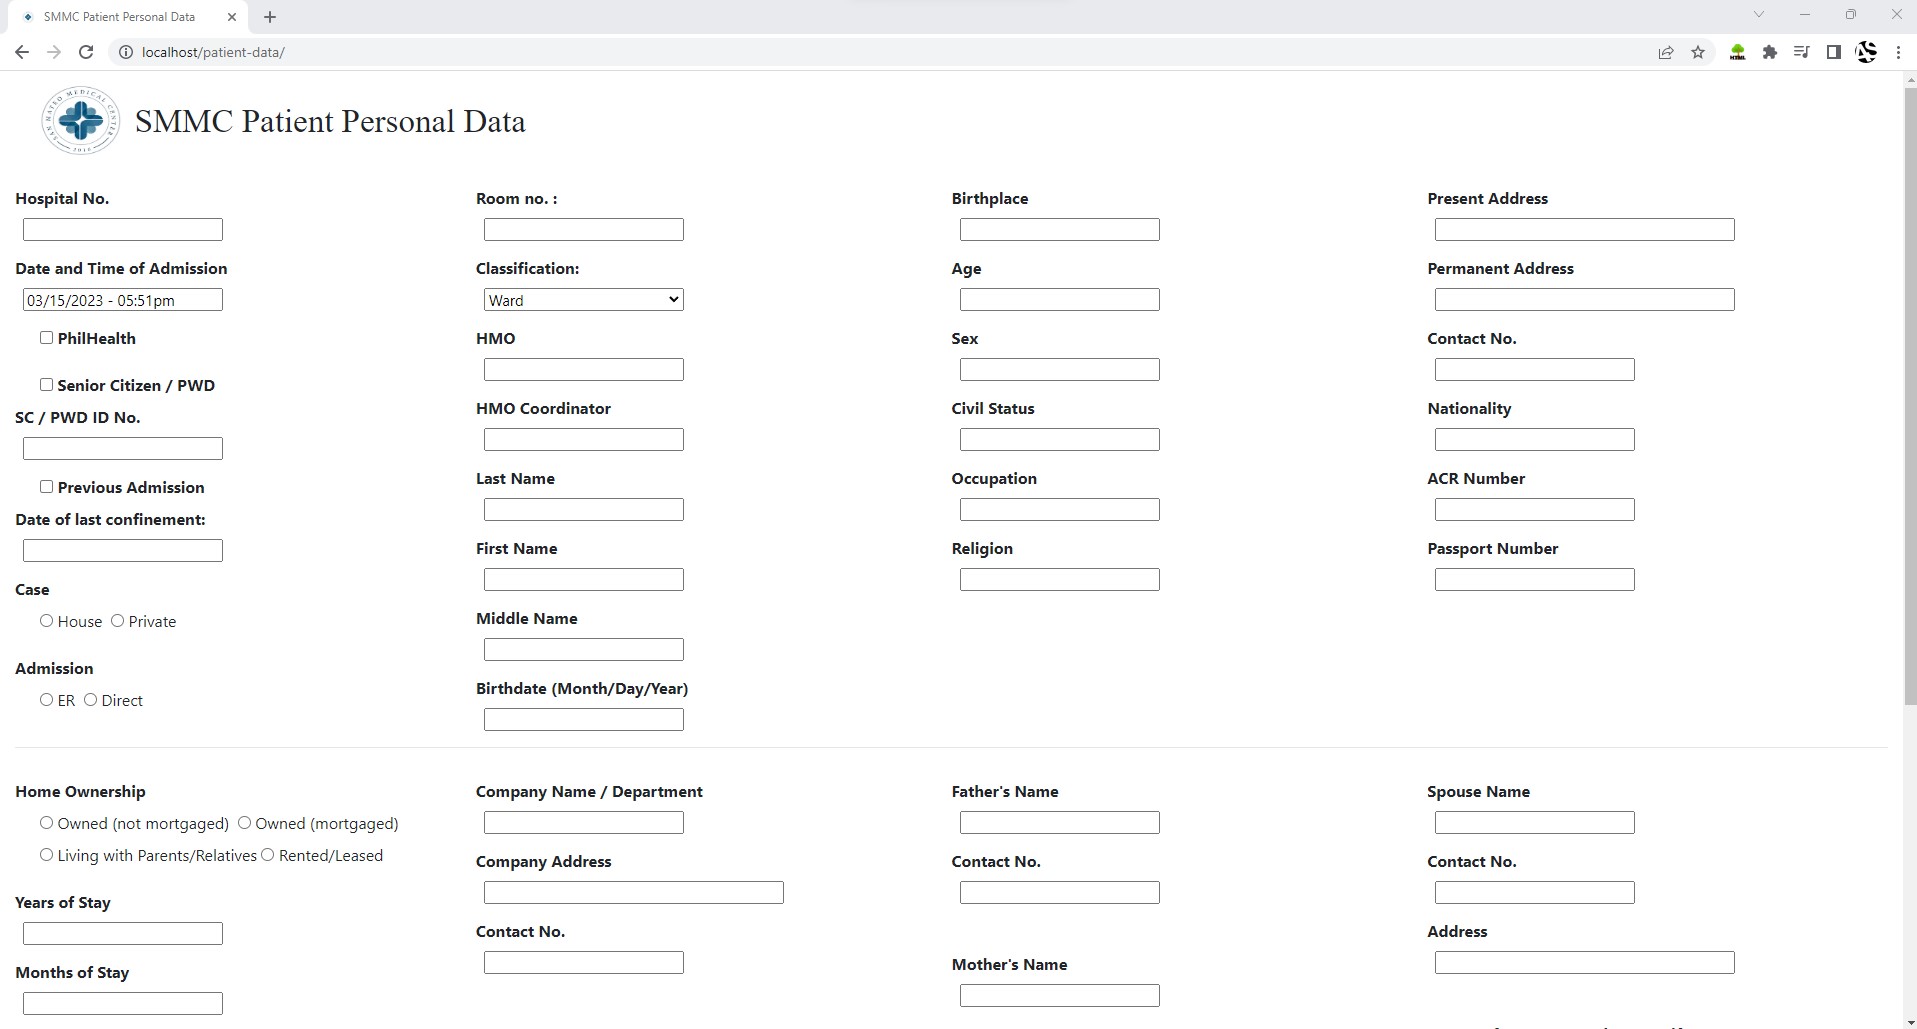 SMMC Patient Personal Data
localhost/patient-data/
SAN MATEO MEDICAL CENTER
2016
SMMC Patient Personal Data
Hospital No.
Date and Time of Admission
03/15/2023 - 05:51pm
PhilHealth
Senior Citizen / PWD
SC / PWD ID No.
Previous Admission
Date of last confinement:
Case
House Private
Admission
ER Direct
Room no. :
Classification:
Ward
HMO
HMO Coordinator
Last Name
First Name
Middle Name
Birthdate (Month/Day/Year)
Birthplace
Age
Sex
Civil Status
Occupation
Religion
Present Address
Permanent Address
Contact No.
Nationality
ACR Number
Passport Number
Home Ownership
Owned (not mortgaged) Owned (mortgaged)
Living with Parents/Relatives Rented/Leased
Years of Stay
Months of Stay
Company Name / Department
Company Address
Contact No.
Father's Name
Contact No.
Mother's Name
Spouse Name
Contact No.
Address